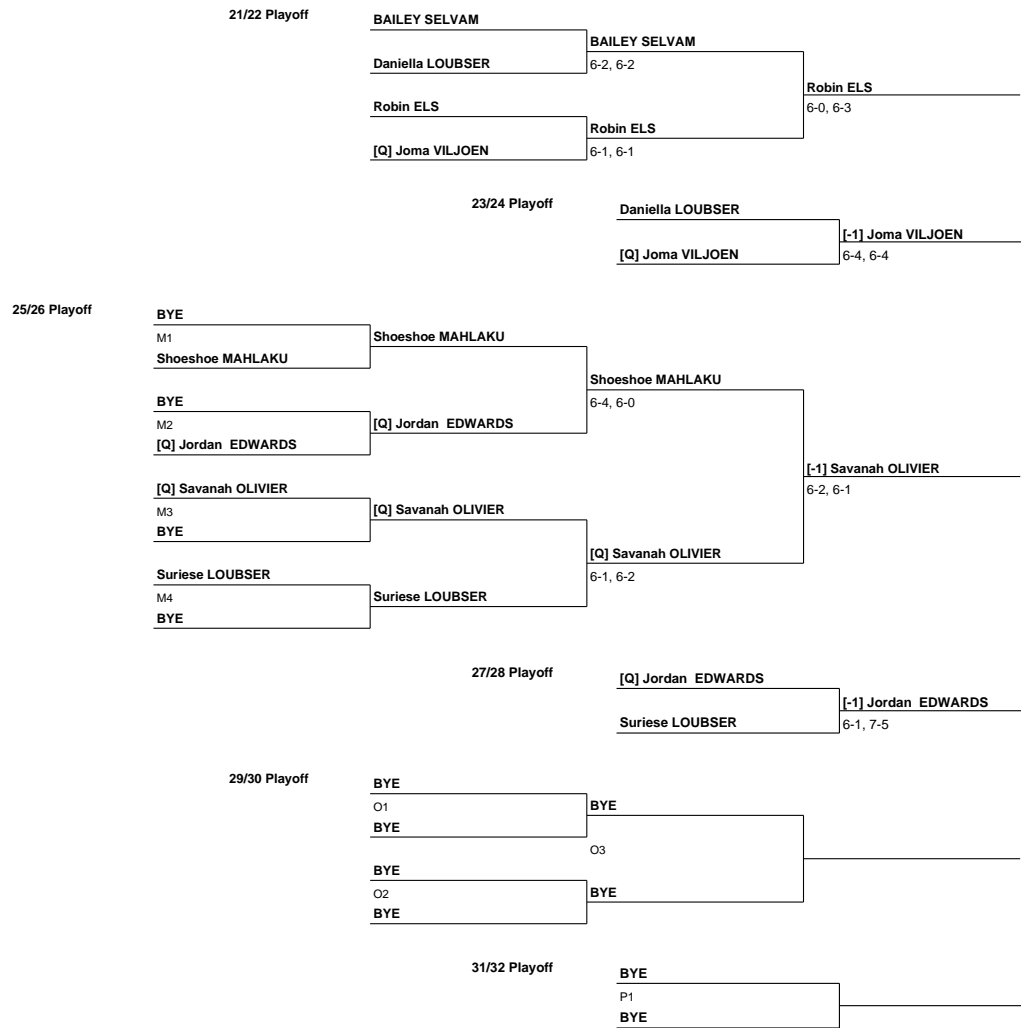 21/22 Playoff
BAILEY SELVAM
BAILEY SELVAM
Daniella LOUBSER
6-2, 6-2
Robin ELS
Robin ELS
6-0, 6-3
Robin ELS
[Q] Joma VILJOEN
6-1, 6-1
23/24 Playoff
Daniella LOUBSER
[-1] Joma VILJOEN
[Q] Joma VILJOEN
6-4, 6-4
25/26 Playoff
BYE
M1
Shoeshoe MAHLAKU
Shoeshoe MAHLAKU
Shoeshoe MAHLAKU
BYE
6-4, 6-0
M2
[Q] Jordan  EDWARDS
[Q] Jordan  EDWARDS
[-1] Savanah OLIVIER
[Q] Savanah OLIVIER
6-2, 6-1
M3
[Q] Savanah OLIVIER
BYE
[Q] Savanah OLIVIER
Suriese LOUBSER
6-1, 6-2
M4
Suriese LOUBSER
BYE
27/28 Playoff
[Q] Jordan  EDWARDS
[-1] Jordan  EDWARDS
Suriese LOUBSER
6-1, 7-5
29/30 Playoff
BYE
O1
BYE
BYE
O3
BYE
O2
BYE
BYE
31/32 Playoff
BYE
P1
BYE